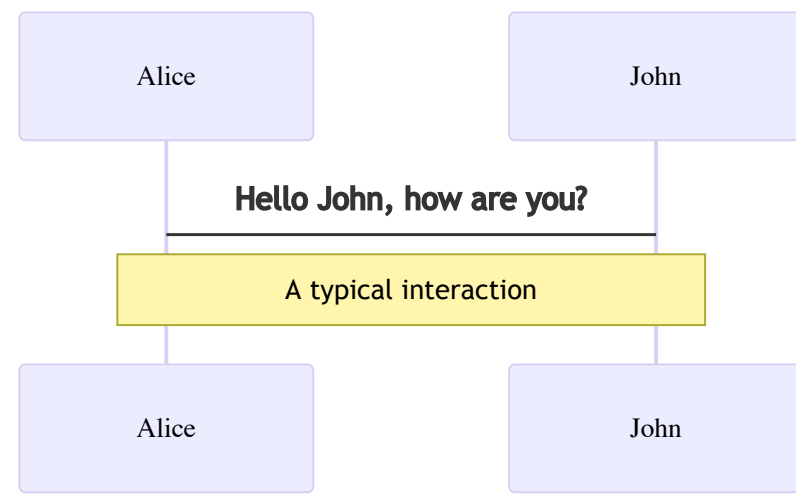 Alice
John
Hello John, how are you?
A typical interaction
Alice
John